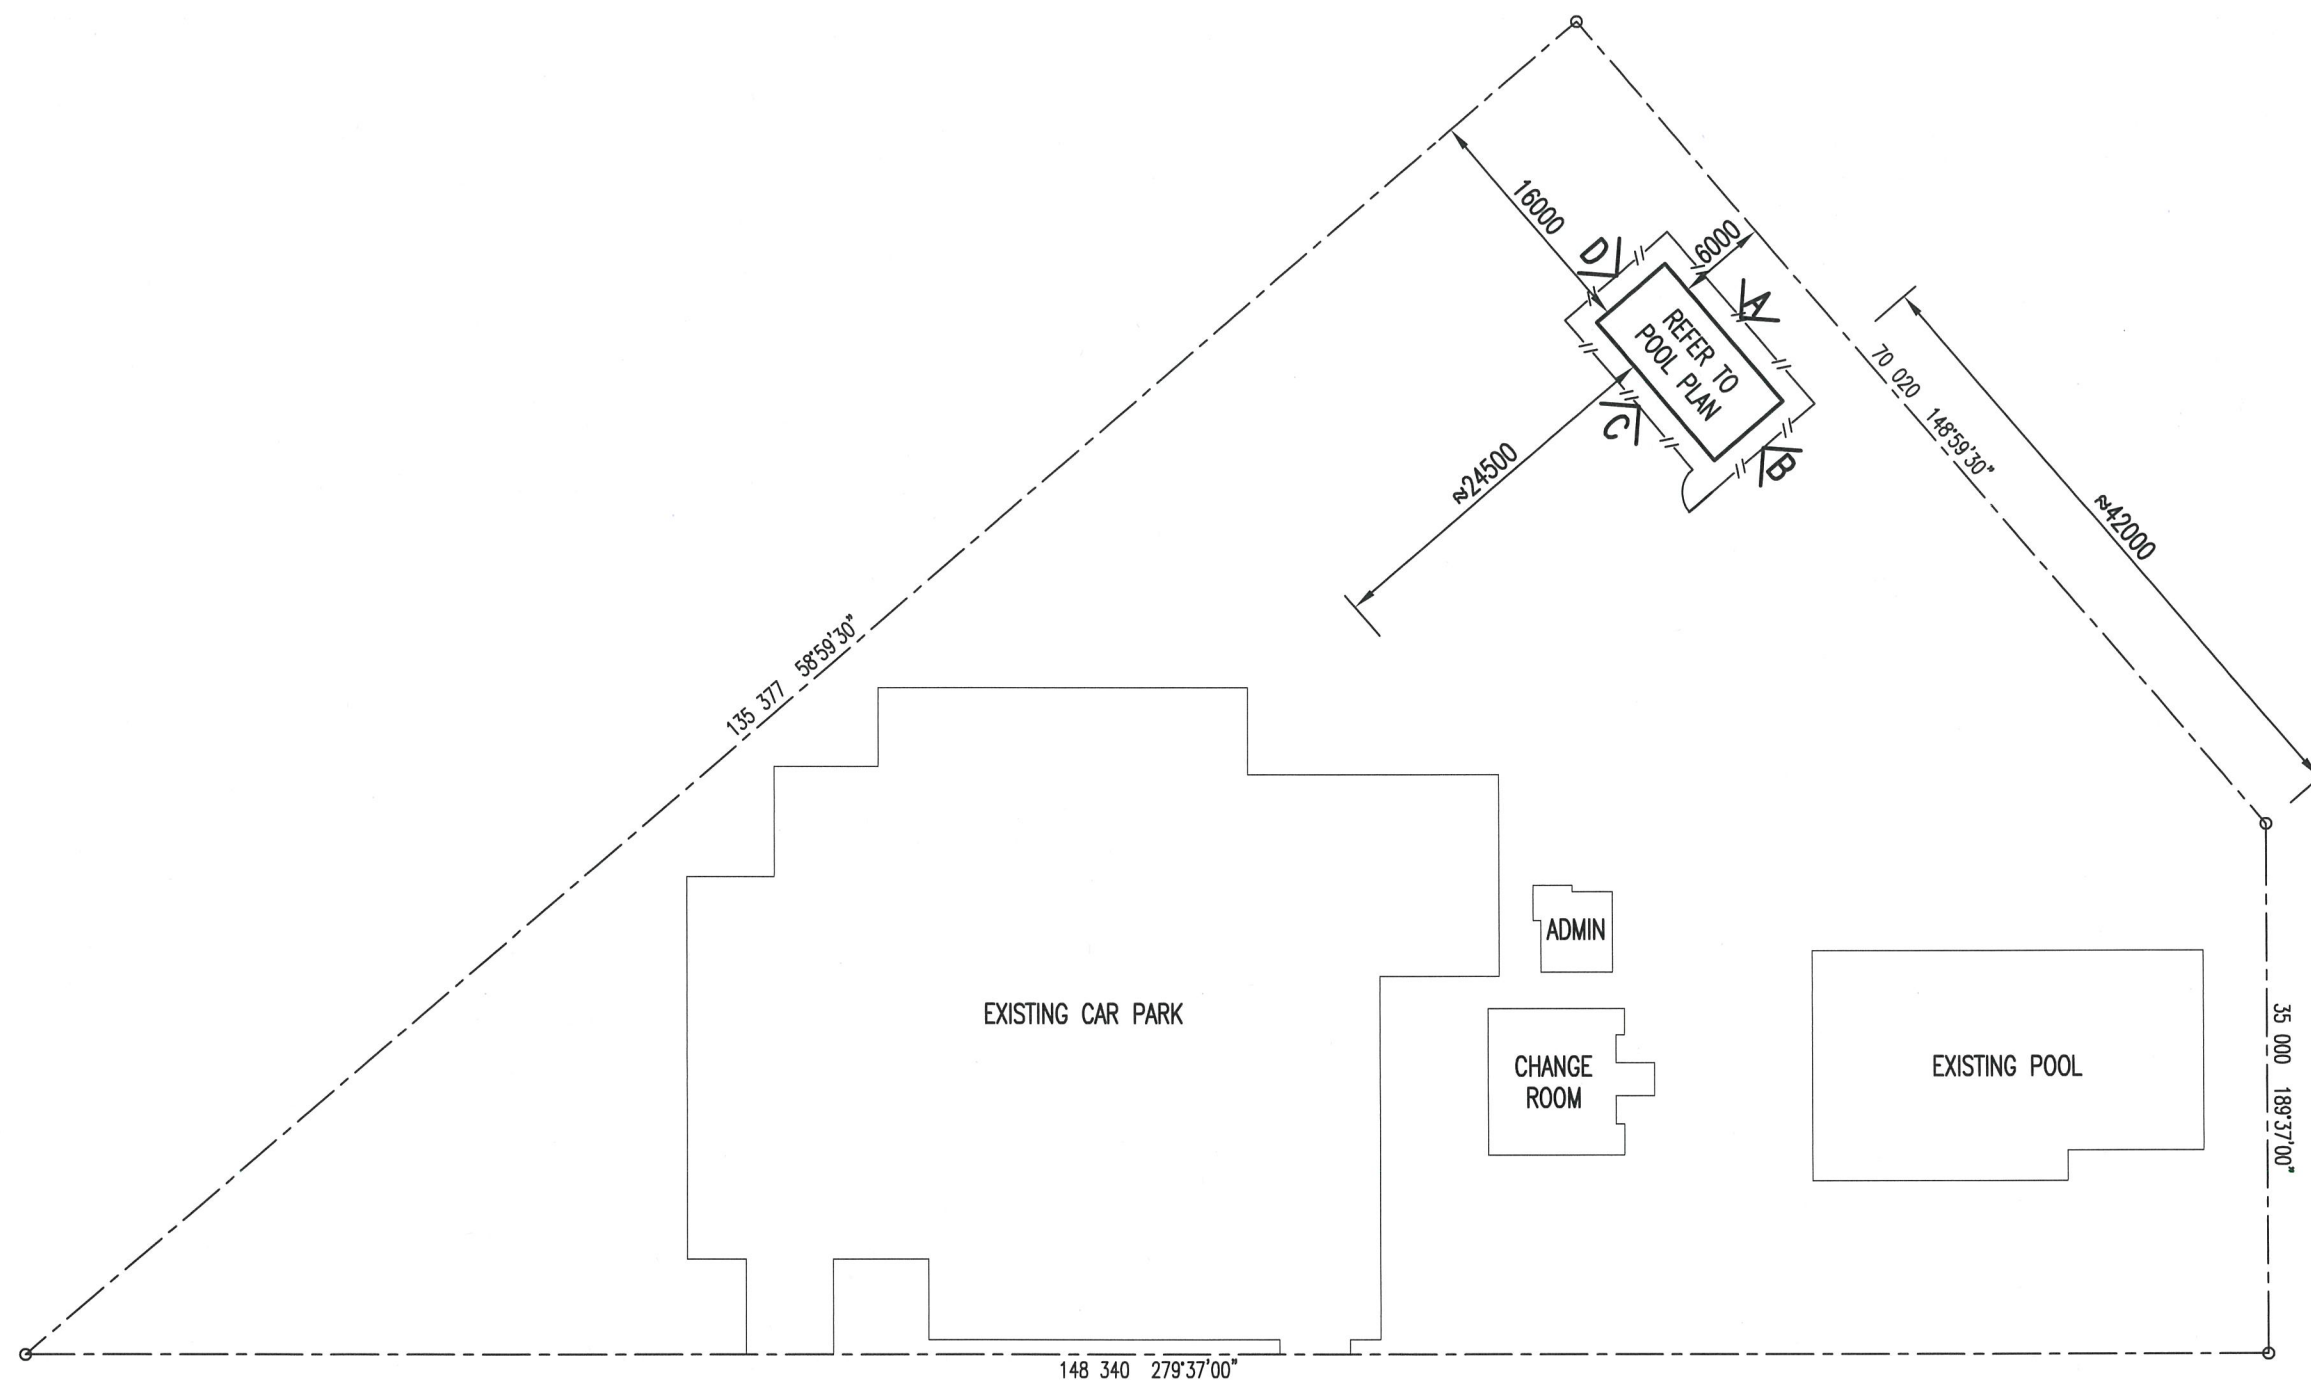 16000
D
6000
A
REFER TO
POOL PLAN
C
B
≈24500
70 020 148°59'30"
≈42000
135 377 58°59'30"
ADMIN
EXISTING CAR PARK
CHANGE
ROOM
EXISTING POOL
35 000 189°37'00"
148 340 279°37'00"